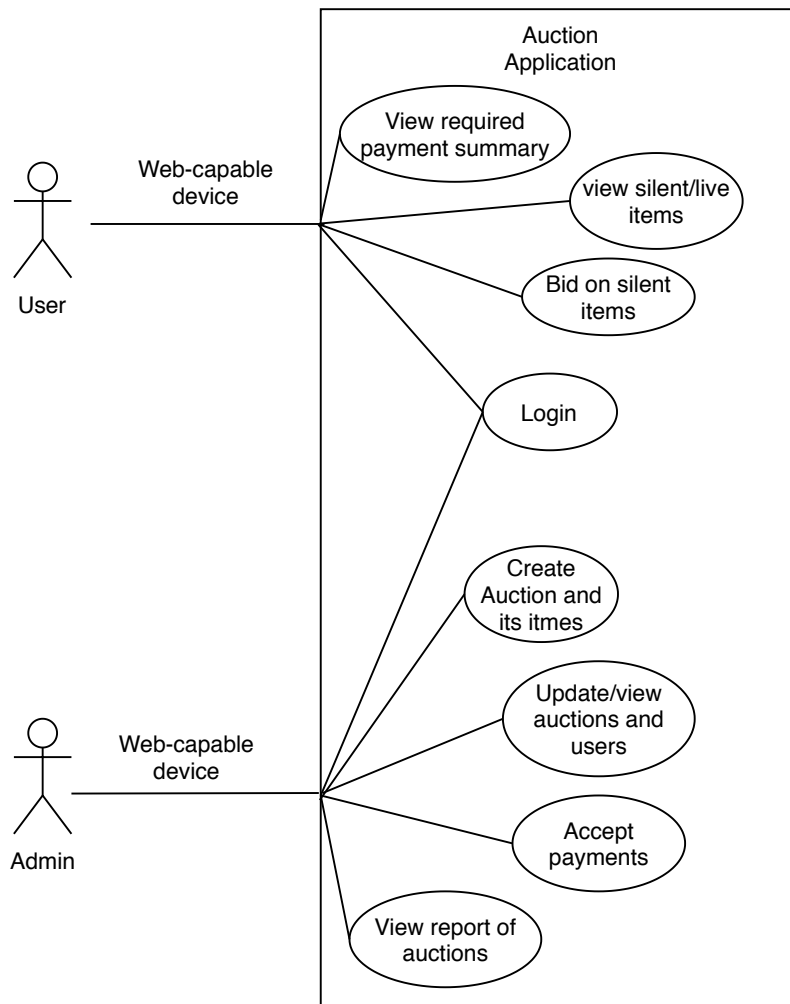 Auction
Application
View required
payment summary
Web-capable
device
view silent/live
items
User
Bid on silent
items
Login
Create
Auction and
its itmes
Update/view
auctions and
users
Web-capable
device
Accept
payments
Admin
View report of
auctions